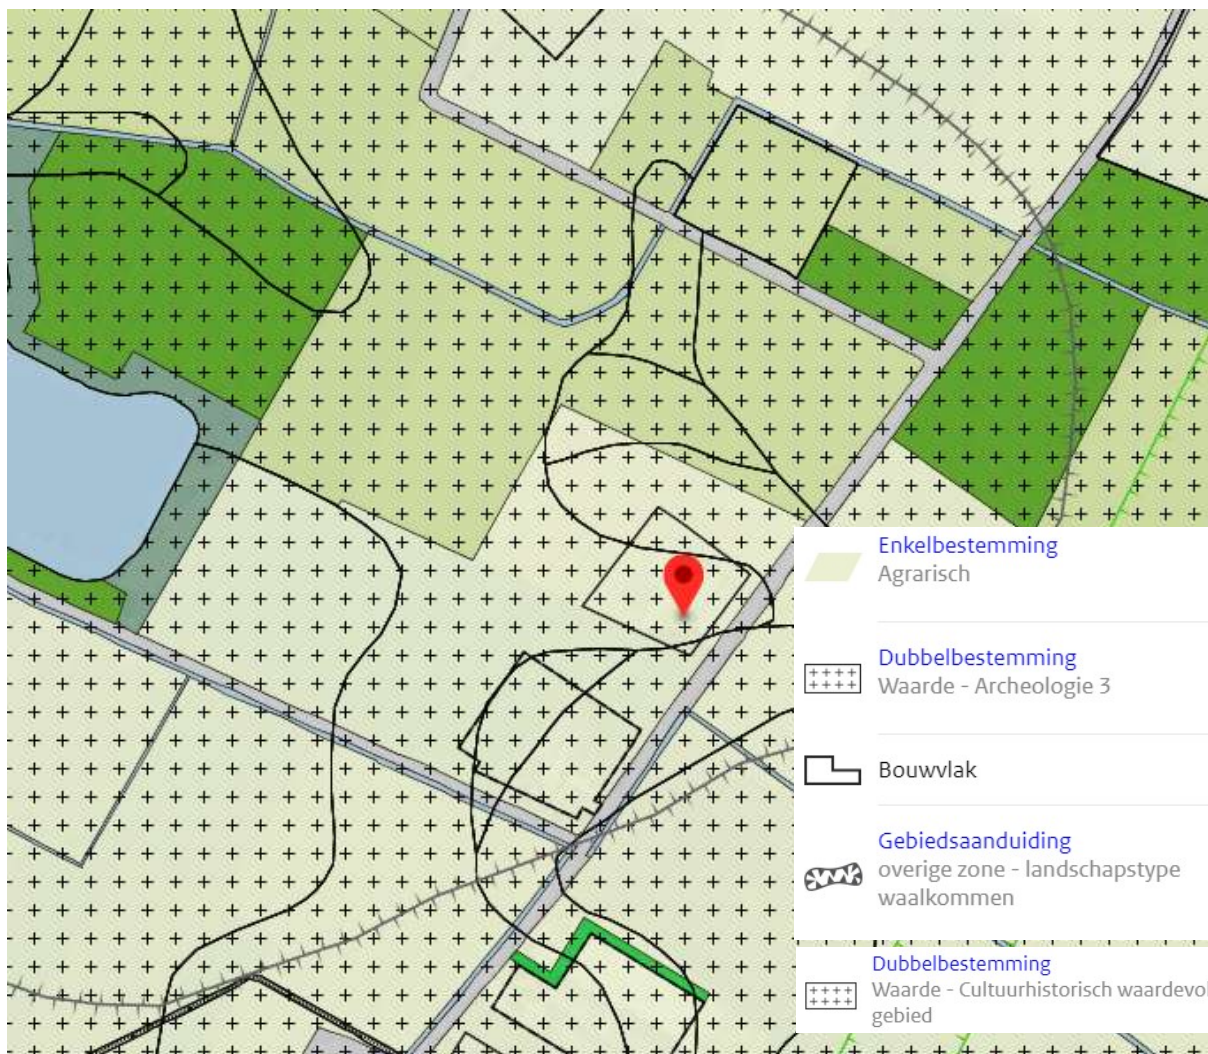 Enkelbestemming
Agrarisch
Dubbelbestemming
Waarde - Archeologie 3
Bouwvlak
Gebiedsaanduiding
overige zone - landschapstype
waalkommen
Dubbelbestemming
Waarde - Cultuurhistorisch waardevol
gebied